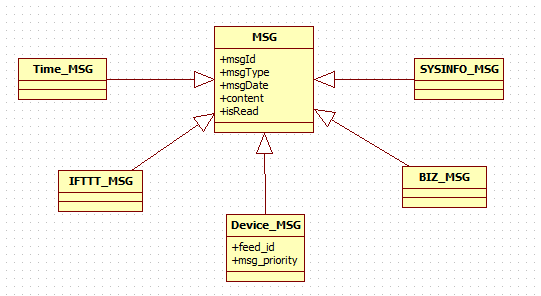 MSG
+msgId
+msgType
+msgDate
+content
+isRead
Time_MSG
SYSINFO_MSG
IFTTT_MSG
BIZ_MSG
Device_MSG
+feed_id
+msg_priority